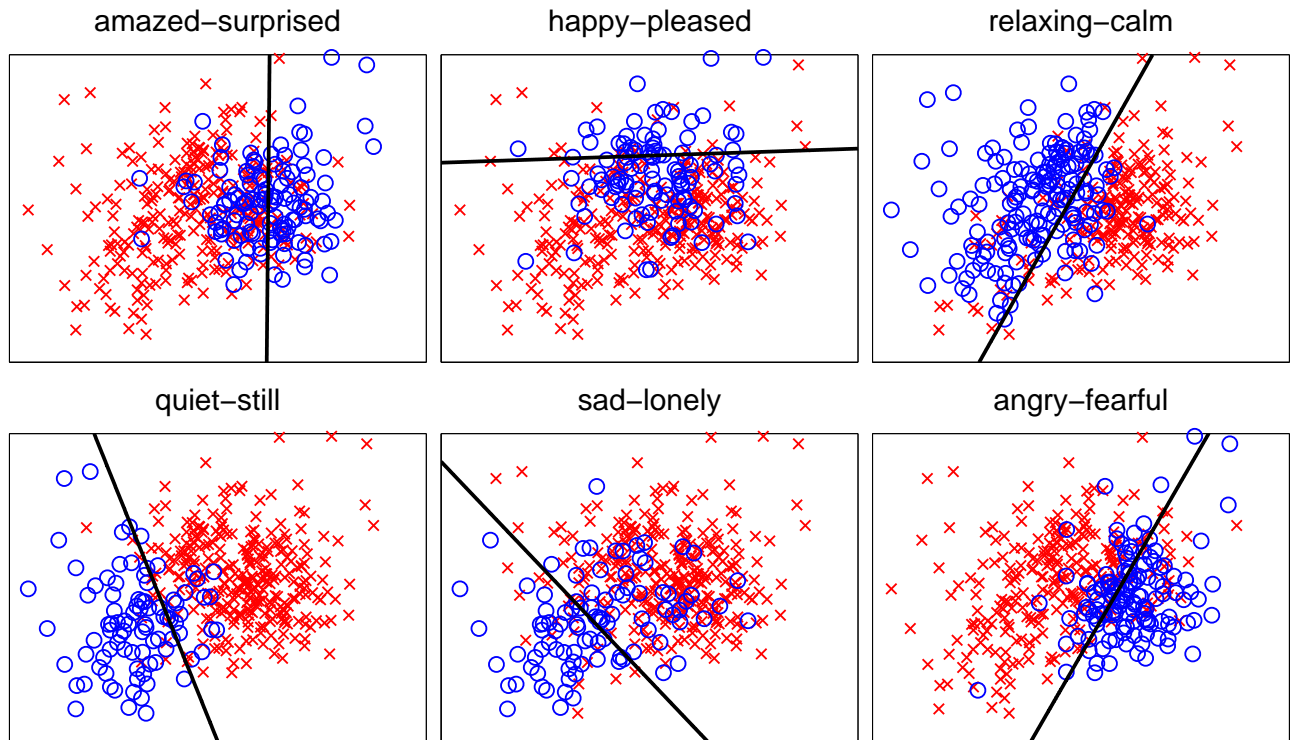 amazed–surprised
happy–pleased
relaxing–calm
quiet–still
sad–lonely
angry–fearful